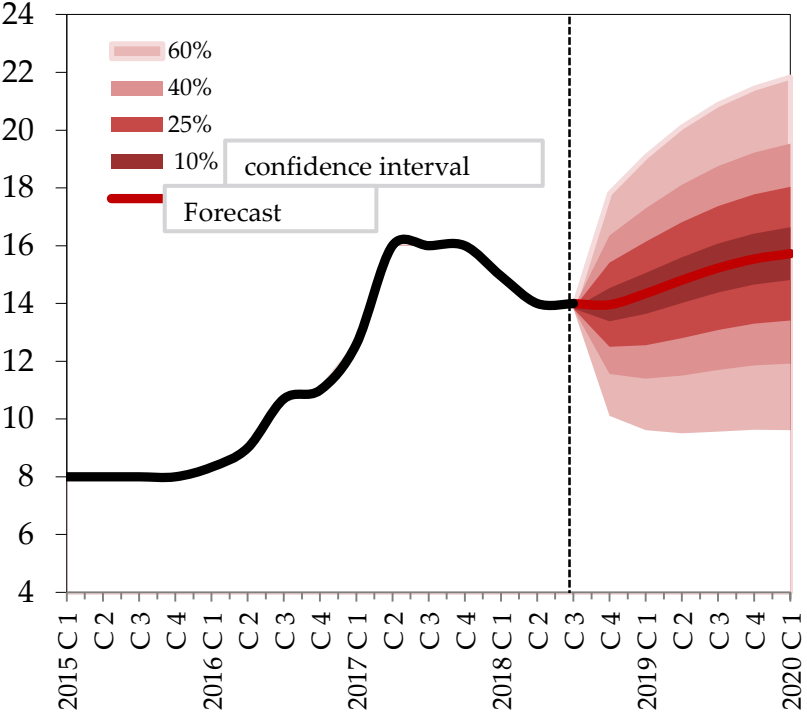 24
22
20
18
16
14
12
10
8
6
4
60%
40%
25%
10%
confidence interval
Forecast
2015 C 1
C 2
C 3
C 4
2016 C 1
C 2
C 3
C 4
2017 C 1
C 2
C 3
C 4
2018 C 1
C 2
C 3
C 4
2019 C 1
C 2
C 3
C 4
2020 C 1